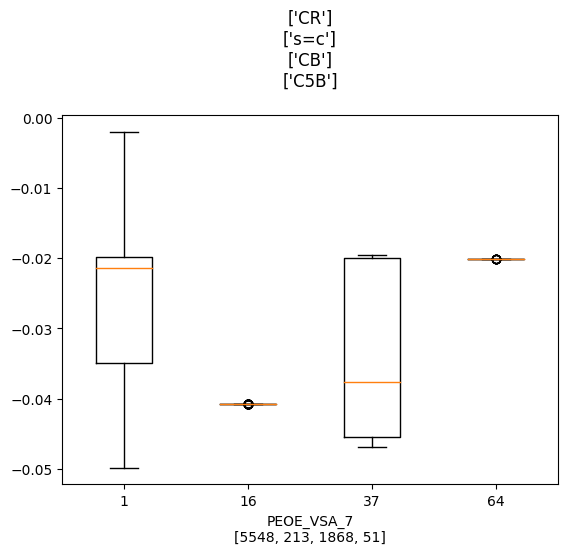 ['CR']
['s=c']
['CB']
['C5B']
0.00
−0.01
−0.02
−0.03
−0.04
−0.05
1 16 37 64
PEOE_VSA_7
[5548, 213, 1868, 51]